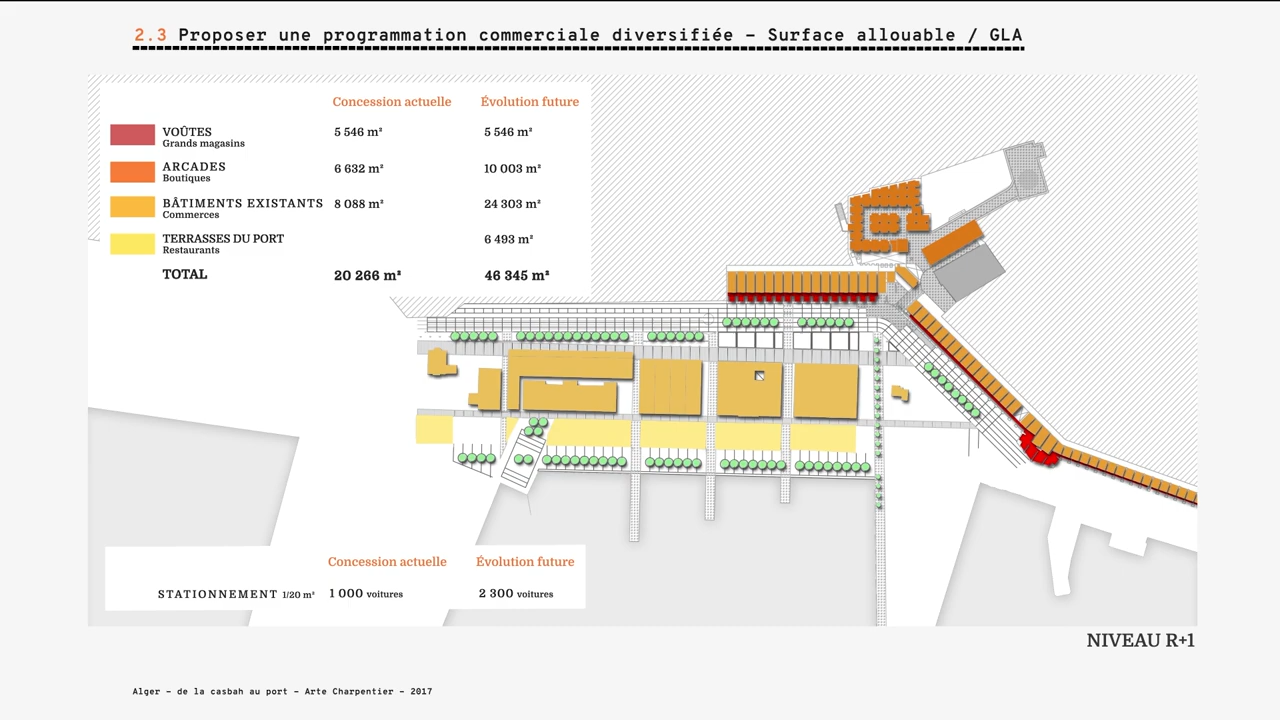 2.3 Proposer une programmation commerciale diversifiée – Surface allouable / GLA
Concession actuelle Évolution future
VOÛTES 5 546 m² 5 546 m²
Grands magasins
ARCADES 6 632 m² 10 003 m²
Boutiques
BÂTIMENTS EXISTANTS 8 088 m² 24 303 m²
Commerces
TERRASSES DU PORT 6 493 m²
Restaurants
TOTAL 20 266 m² 46 345 m²
Concession actuelle Évolution future
STATIONNEMENT 1/20 m² 1 000 voitures 2 300 voitures
NIVEAU R+1
Alger – de la casbah au port – Arte Charpentier – 2017